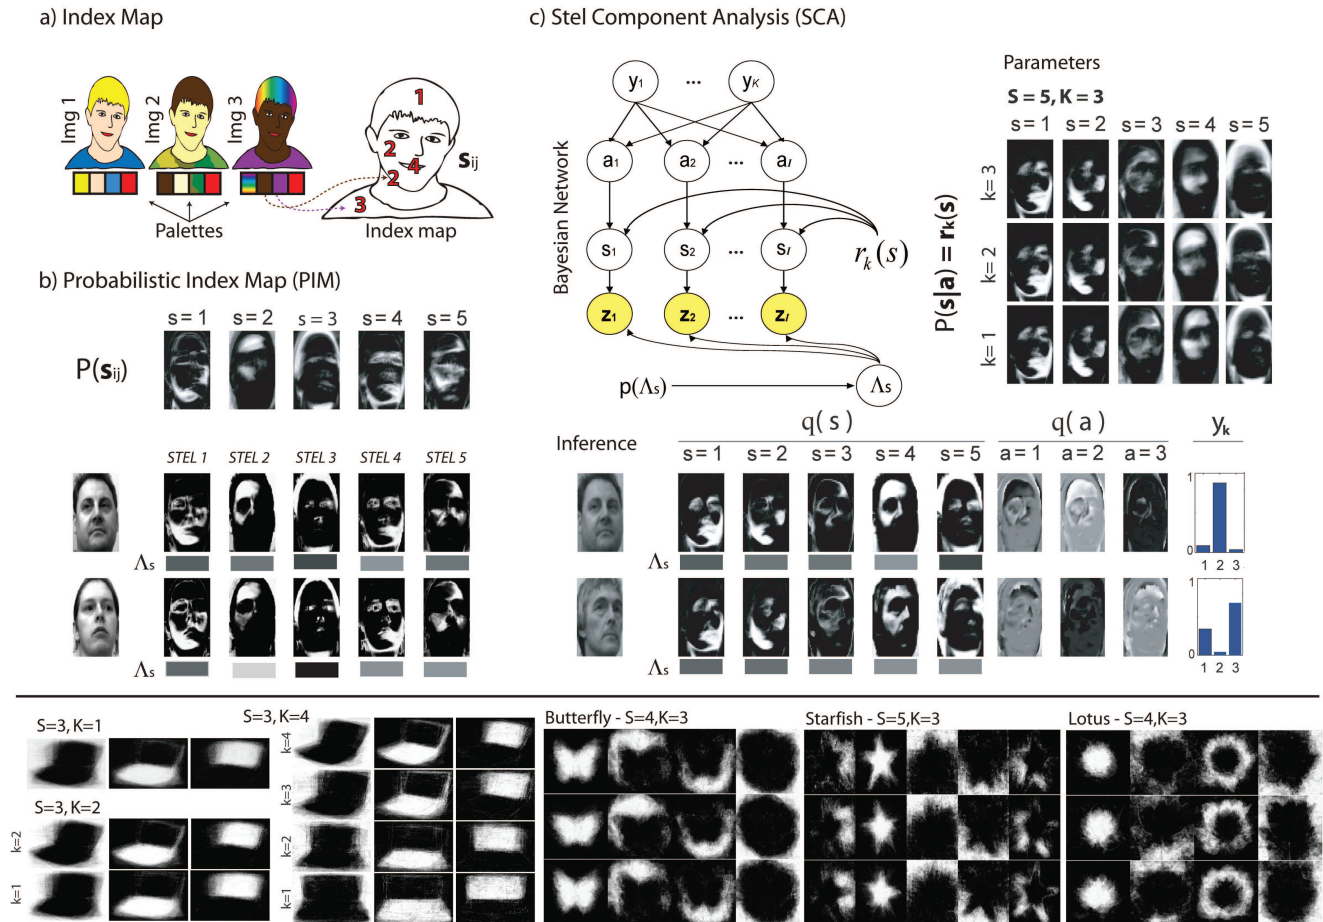 a) Index Map
Img 1
Img 2
Img 3
Palettes
1
2
4
2
3
s_ij
Index map
b) Probabilistic Index Map (PIM)
s = 1 s = 2 s = 3 s = 4 s = 5
P(s_ij)
STEL 1 STEL 2 STEL 3 STEL 4 STEL 5
Λs
Λs
c) Stel Component Analysis (SCA)
Bayesian Network
y1 ... yK
a1 a2 ... aI
s1 s2 ... sI
r_k(s)
z1 z2 ... zI
p(Λs) Λs
Parameters
S = 5, K = 3
s = 1 s = 2 s = 3 s = 4 s = 5
P(s|a) = r_k(s)
k= 3
k= 2
k= 1
Inference
q( s ) q( a ) y_k
s = 1 s = 2 s = 3 s = 4 s = 5 a = 1 a = 2 a = 3
1
0
1 2 3
Λs
1
0
1 2 3
Λs
S=3, K=1
S=3, K=2
k=2
k=1
S=3, K=4
k=4
k=3
k=2
k=1
Butterfly - S=4,K=3
Starfish - S=5,K=3
Lotus - S=4,K=3